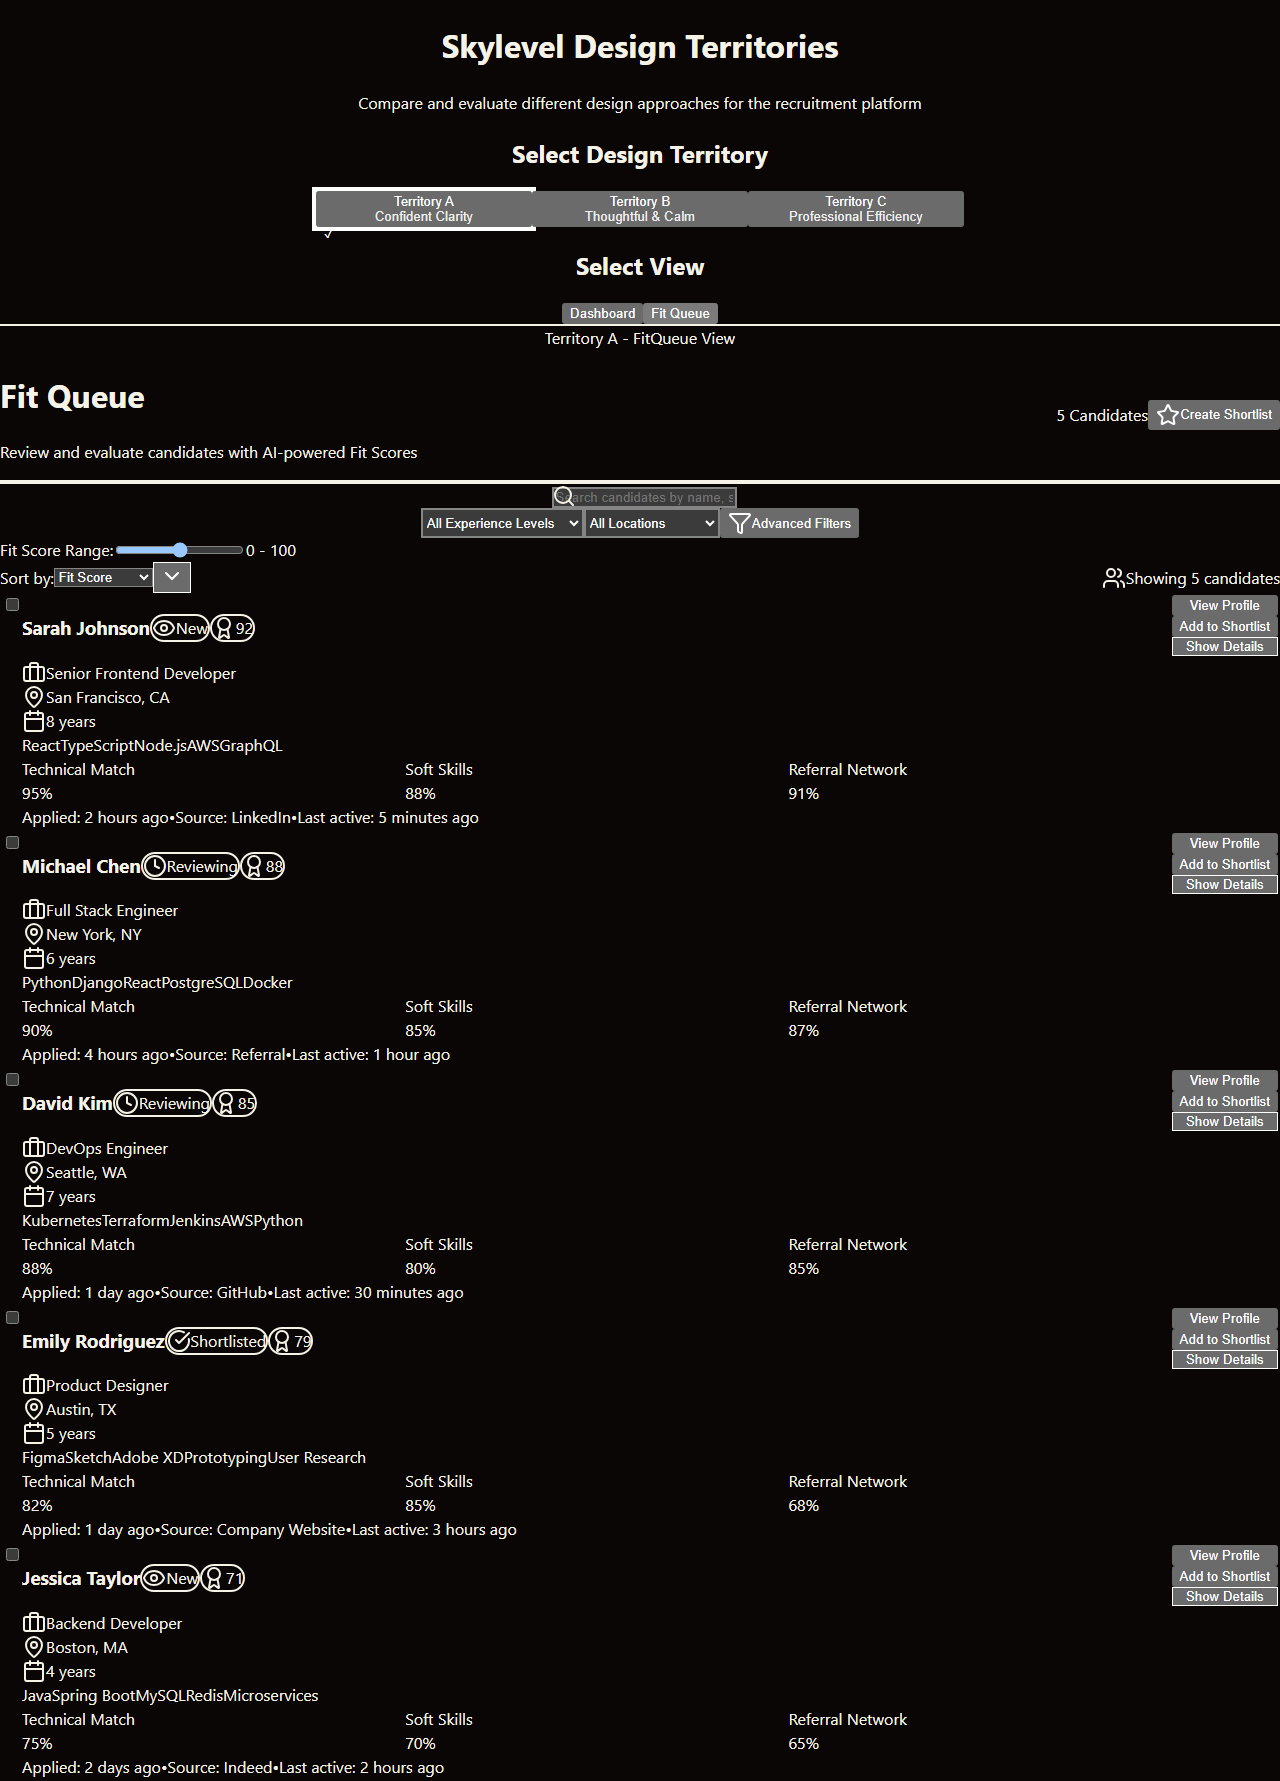 Skylevel Design Territories
Compare and evaluate different design approaches for the recruitment platform
Select Design Territory
Territory A
Confident Clarity
✓
Territory B
Thoughtful & Calm
Territory C
Professional Efficiency
Select View
Dashboard
Fit Queue
Territory A - FitQueue View
Fit Queue
Review and evaluate candidates with AI-powered Fit Scores
5 Candidates
Create Shortlist
Search candidates by name, s
All Experience Levels
All Locations
Advanced Filters
Fit Score Range: 0 - 100
Sort by: Fit Score
Showing 5 candidates
Sarah Johnson New 92
View Profile
Add to Shortlist
Show Details
Senior Frontend Developer
San Francisco, CA
8 years
ReactTypeScriptNode.jsAWSGraphQL
Technical Match Soft Skills Referral Network
95% 88% 91%
Applied: 2 hours ago•Source: LinkedIn•Last active: 5 minutes ago
Michael Chen Reviewing 88
View Profile
Add to Shortlist
Show Details
Full Stack Engineer
New York, NY
6 years
PythonDjangoReactPostgreSQLDocker
Technical Match Soft Skills Referral Network
90% 85% 87%
Applied: 4 hours ago•Source: Referral•Last active: 1 hour ago
David Kim Reviewing 85
View Profile
Add to Shortlist
Show Details
DevOps Engineer
Seattle, WA
7 years
KubernetesTerraformJenkinsAWSPython
Technical Match Soft Skills Referral Network
88% 80% 85%
Applied: 1 day ago•Source: GitHub•Last active: 30 minutes ago
Emily Rodriguez Shortlisted 79
View Profile
Add to Shortlist
Show Details
Product Designer
Austin, TX
5 years
FigmaSketchAdobe XDPrototypingUser Research
Technical Match Soft Skills Referral Network
82% 85% 68%
Applied: 1 day ago•Source: Company Website•Last active: 3 hours ago
Jessica Taylor New 71
View Profile
Add to Shortlist
Show Details
Backend Developer
Boston, MA
4 years
JavaSpring BootMySQLRedisMicroservices
Technical Match Soft Skills Referral Network
75% 70% 65%
Applied: 2 days ago•Source: Indeed•Last active: 2 hours ago